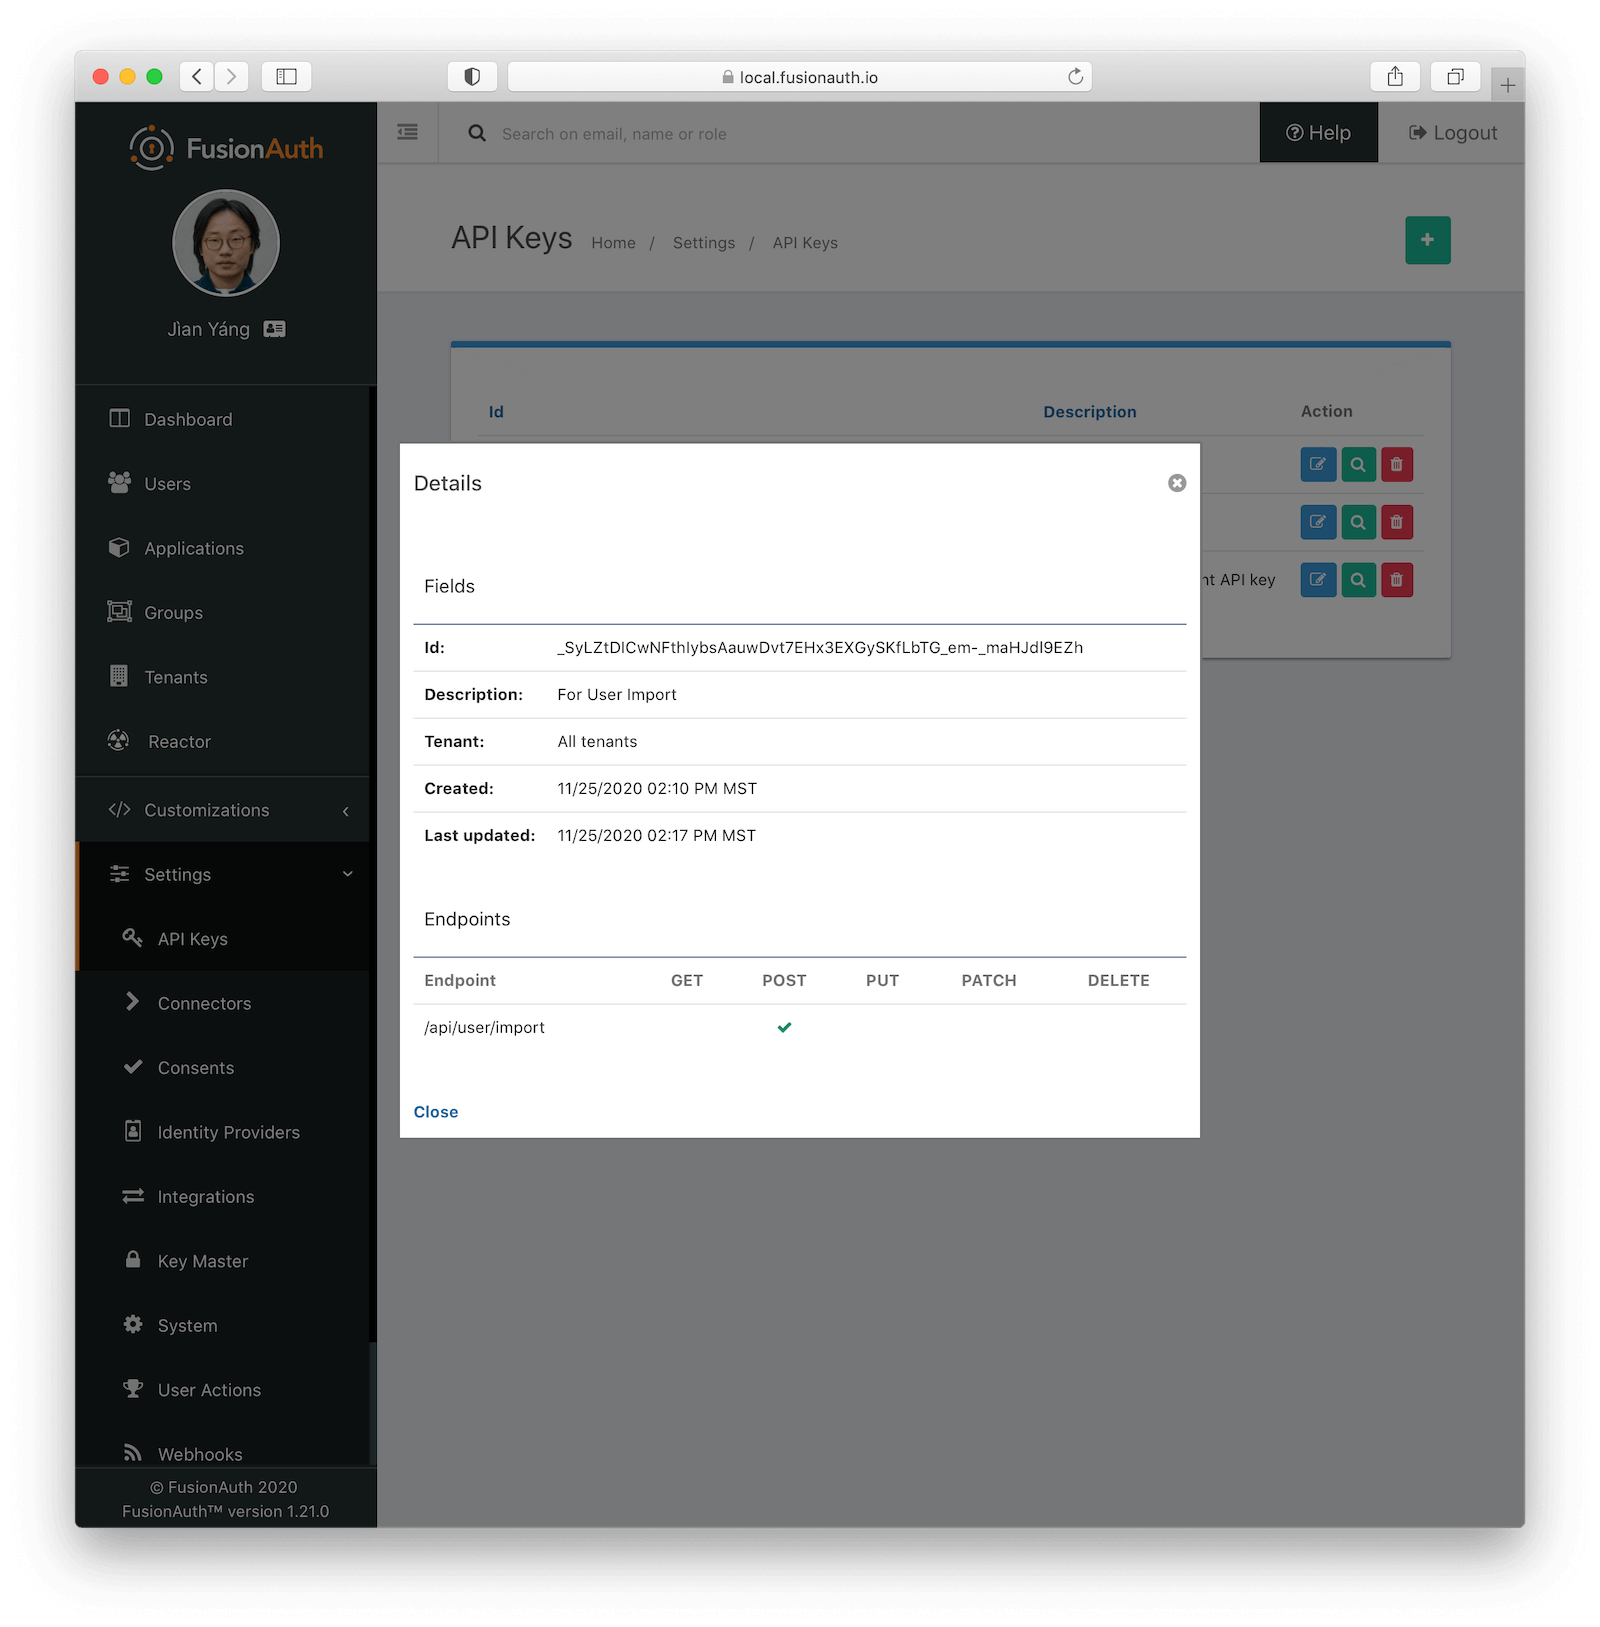 local.fusionauth.io
FusionAuth
Search on email, name or role
Help
Logout
Jìan Yáng
API Keys
Home / Settings / API Keys
Dashboard
Users
Applications
Groups
Tenants
Reactor
Customizations
Settings
API Keys
Connectors
Consents
Identity Providers
Integrations
Key Master
System
User Actions
Webhooks
© FusionAuth 2020
FusionAuth™ version 1.21.0
Id Description Action
API key
Details
Fields
Id: _SyLZtDlCwNFthIybsAauwDvt7EHx3EXGySKfLbTG_em-_maHJdI9EZh
Description: For User Import
Tenant: All tenants
Created: 11/25/2020 02:10 PM MST
Last updated: 11/25/2020 02:17 PM MST
Endpoints
Endpoint GET POST PUT PATCH DELETE
/api/user/import
Close